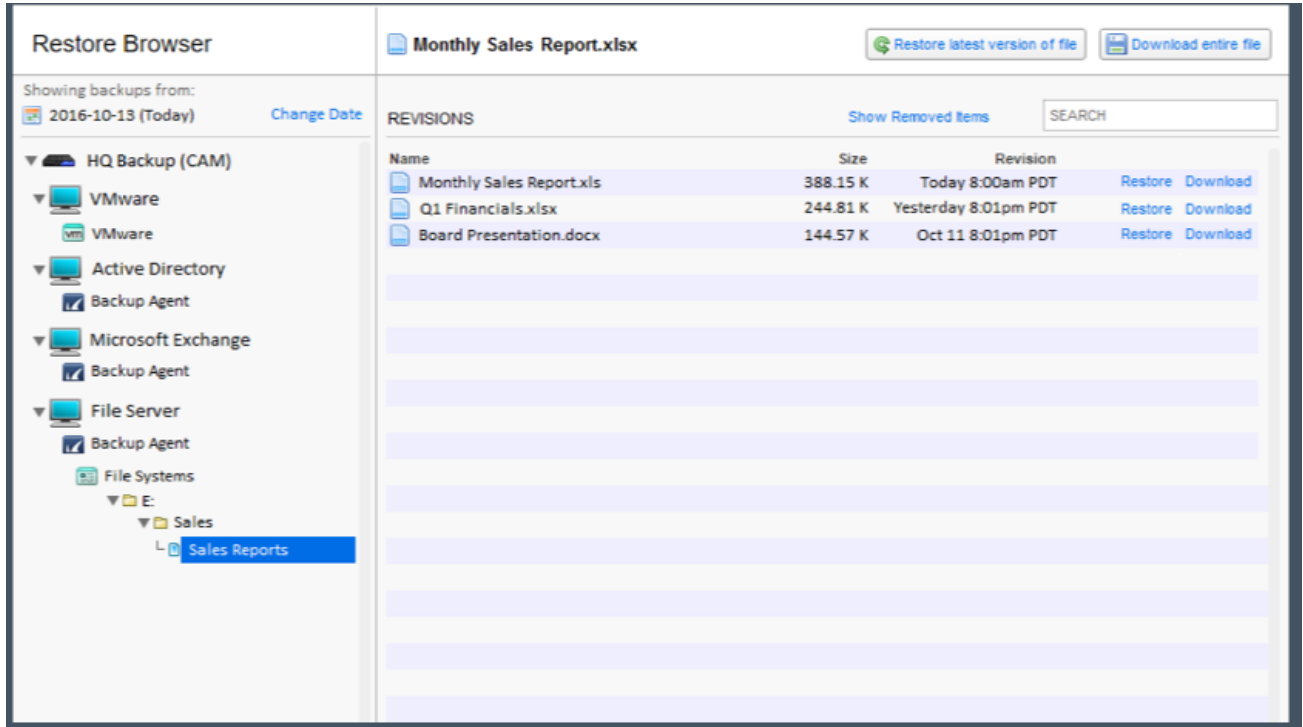 Restore Browser
Monthly Sales Report.xlsx
Restore latest version of file
Download entire file
Showing backups from:
2016-10-13 (Today) Change Date
REVISIONS Show Removed Items SEARCH
HQ Backup (CAM)
VMware
vm VMware
Active Directory
Backup Agent
Microsoft Exchange
Backup Agent
File Server
Backup Agent
File Systems
E:
Sales
Sales Reports
Name Size Revision
Monthly Sales Report.xls 388.15 K Today 8:00am PDT Restore Download
Q1 Financials.xlsx 244.81 K Yesterday 8:01pm PDT Restore Download
Board Presentation.docx 144.57 K Oct 11 8:01pm PDT Restore Download